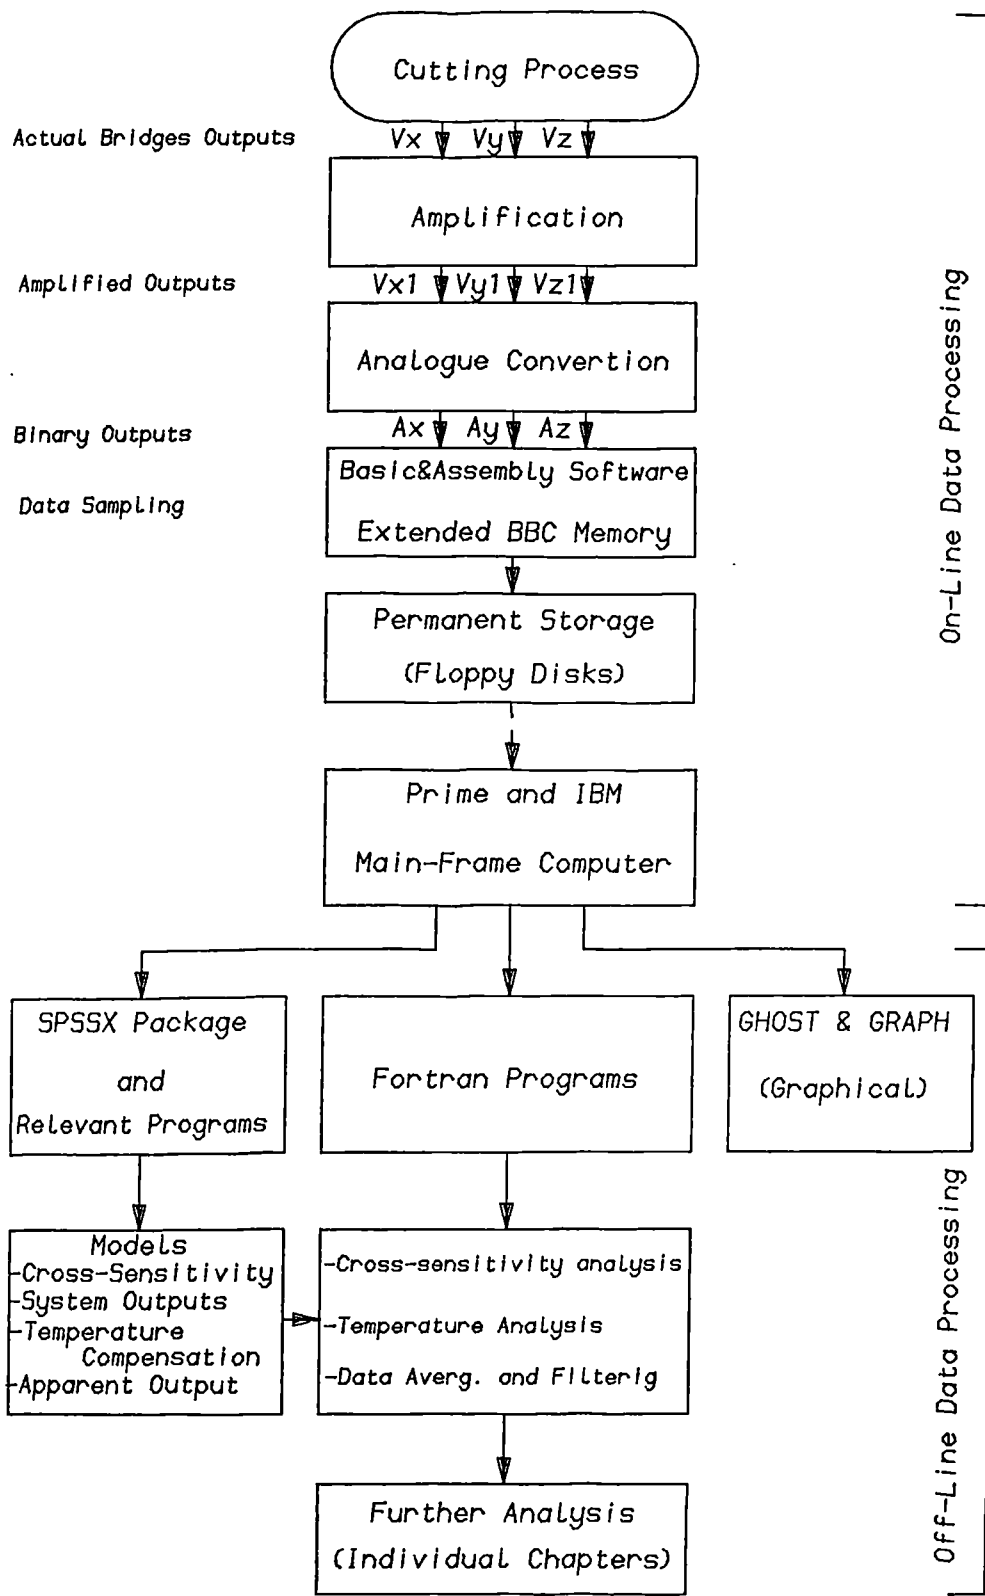 Cutting Process
Actual Bridges Outputs
Vx Vy Vz
Amplification
Amplified Outputs
Vx1 Vy1 Vz1
Analogue Convertion
Binary Outputs
Ax Ay Az
Basic&Assembly Software
Data Sampling
Extended BBC Memory
Permanent Storage
(Floppy Disks)
Prime and IBM
Main-Frame Computer
On-Line Data Processing
SPSSX Package
and
Relevant Programs
Fortran Programs
GHOST & GRAPH
(Graphical)
Models
-Cross-Sensitivity
-System Outputs
-Temperature
Compensation
-Apparent Output
-Cross-sensitivity analysis
-Temperature Analysis
-Data Averg. and Filterig
Further Analysis
(Individual Chapters)
Off-Line Data Processing